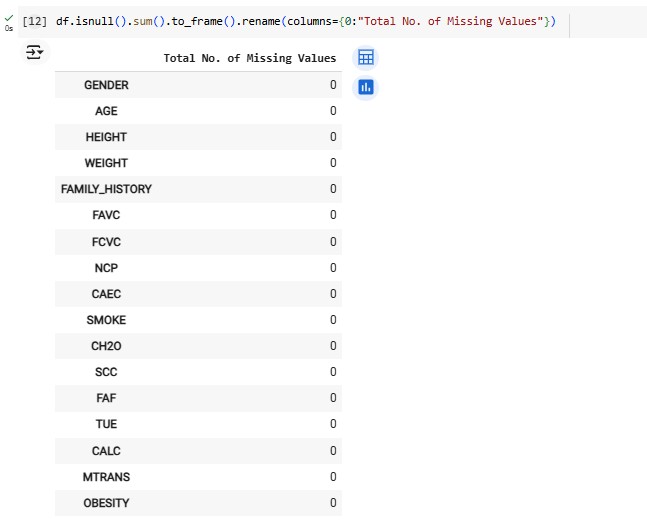 [12] df.isnull().sum().to_frame().rename(columns={0:"Total No. of Missing Values"})
0s
Total No. of Missing Values
GENDER 0
AGE 0
HEIGHT 0
WEIGHT 0
FAMILY_HISTORY 0
FAVC 0
FCVC 0
NCP 0
CAEC 0
SMOKE 0
CH2O 0
SCC 0
FAF 0
TUE 0
CALC 0
MTRANS 0
OBESITY 0